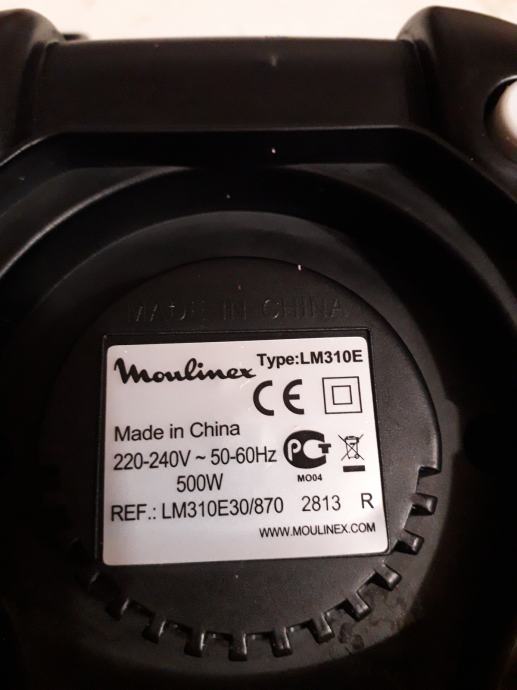 MADE IN CHINA
Moulinex Type:LM310E
CE
Made in China
220-240V ~ 50-60Hz
PCT
MO04
500W
REF.: LM310E30/870 2813 R
WWW.MOULINEX.COM